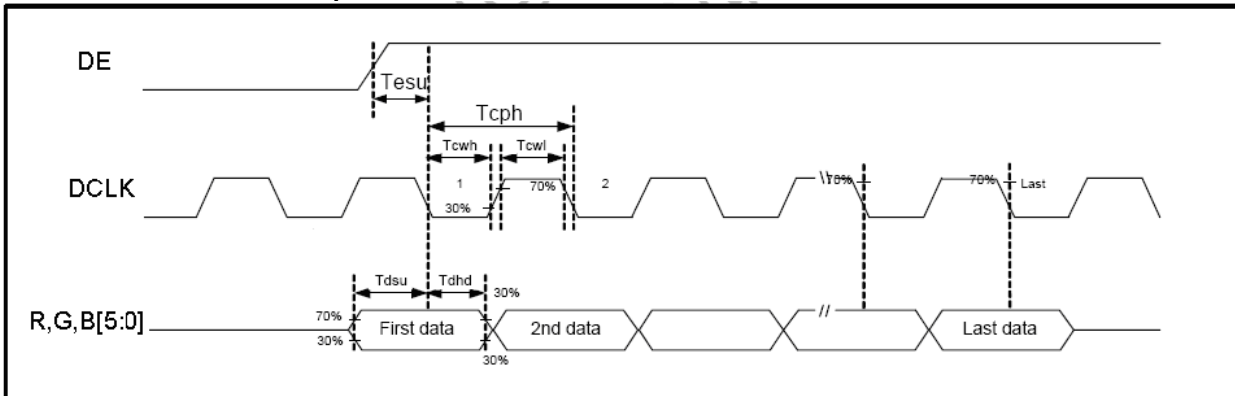 DE
Tesu
Tcph
Tcwh Tcwl
DCLK 1 70% 2 70% 70% Last
30%
Tdsu Tdhd
30%
R,G,B[5:0] 70% First data 2nd data // Last data
30%
30%